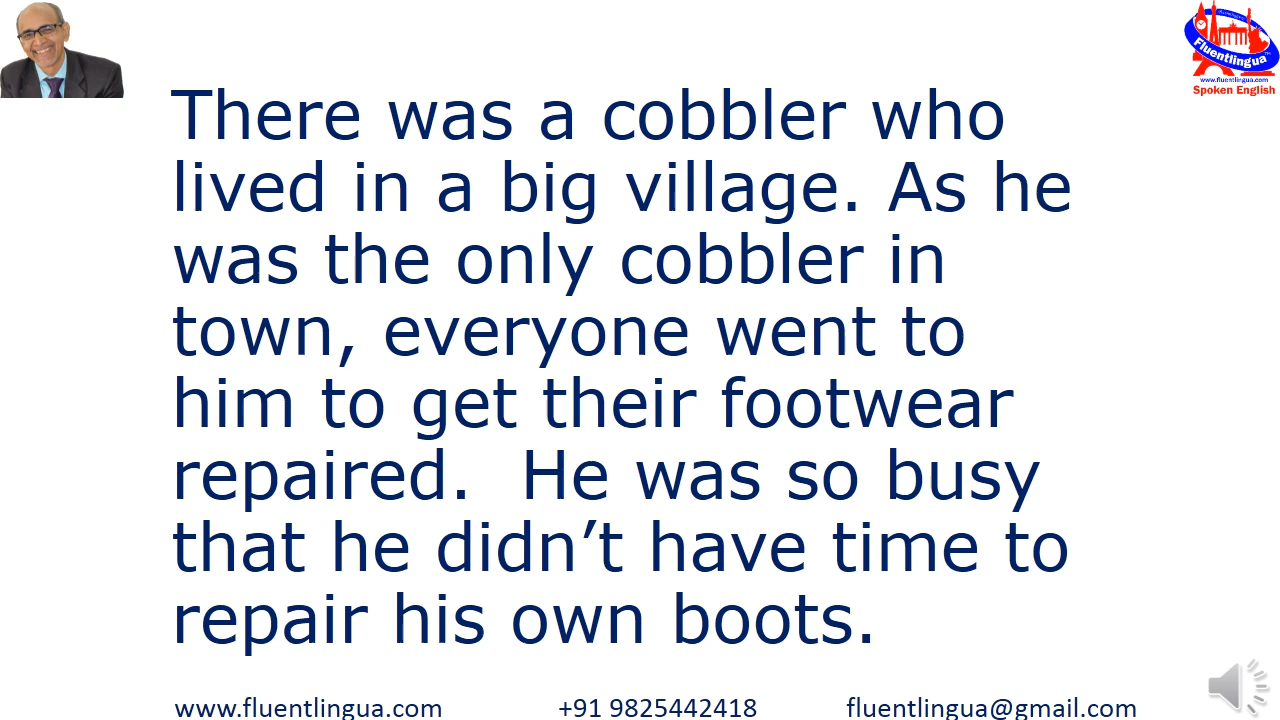 Fluentlingua
www.fluentlingua.com
Spoken English
There was a cobbler who
lived in a big village. As he
was the only cobbler in
town, everyone went to
him to get their footwear
repaired.  He was so busy
that he didn’t have time to
repair his own boots.
www.fluentlingua.com +91 9825442418 fluentlingua@gmail.com